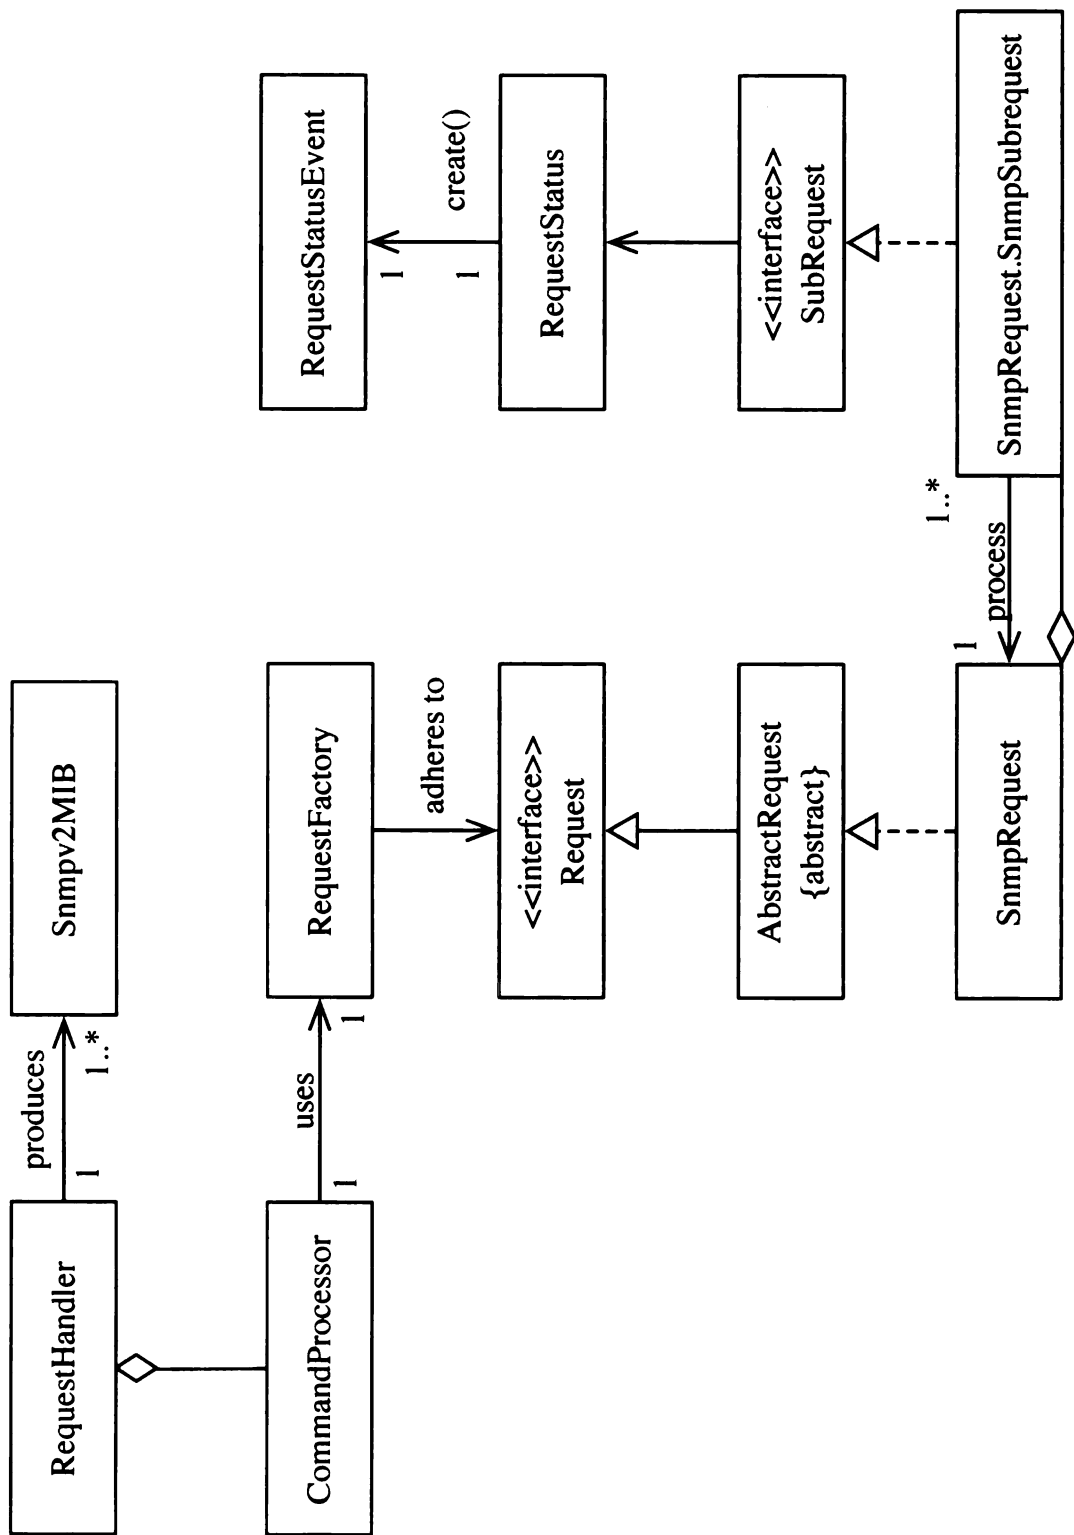 RequestHandler
1
produces
1..*
Snmpv2MIB
CommandProcessor
1
uses
1
RequestFactory
adheres to
<<interface>>
Request
AbstractRequest
{abstract}
SnmpRequest
1
process
1..*
SnmpRequest.SnmpSubrequest
<<interface>>
SubRequest
RequestStatus
1
create()
1
RequestStatusEvent